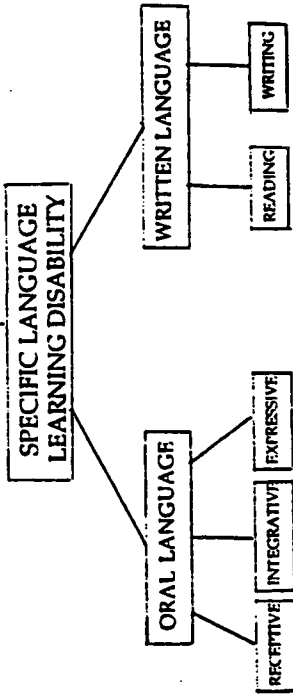 SPECIFIC LANGUAGE
LEARNING DISABILITY
ORAL LANGUAGE
WRITTEN LANGUAGE
RECEPTIVE
INTEGRATIVE
EXPRESSIVE
READING
WRITING